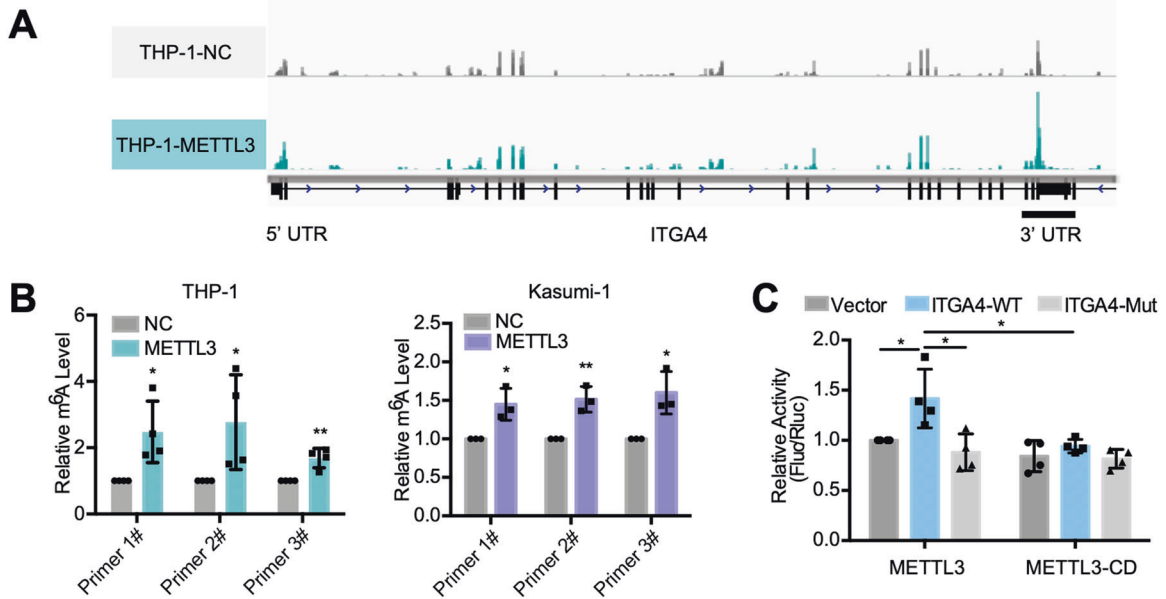 A
THP-1-NC
THP-1-METTL3
5' UTR
ITGA4
3' UTR
B
THP-1
NC
METTL3
Relative m6A Level
6
4
2
0
*
*
**
Primer 1#
Primer 2#
Primer 3#
Kasumi-1
NC
METTL3
Relative m6A Level
2.5
2.0
1.5
1.0
0.5
0.0
*
**
*
Primer 1#
Primer 2#
Primer 3#
C
Vector ITGA4-WT ITGA4-Mut
Relative Activity
(Fluc/Rluc)
2.0
1.5
1.0
0.5
0.0
*
*
*
METTL3
METTL3-CD